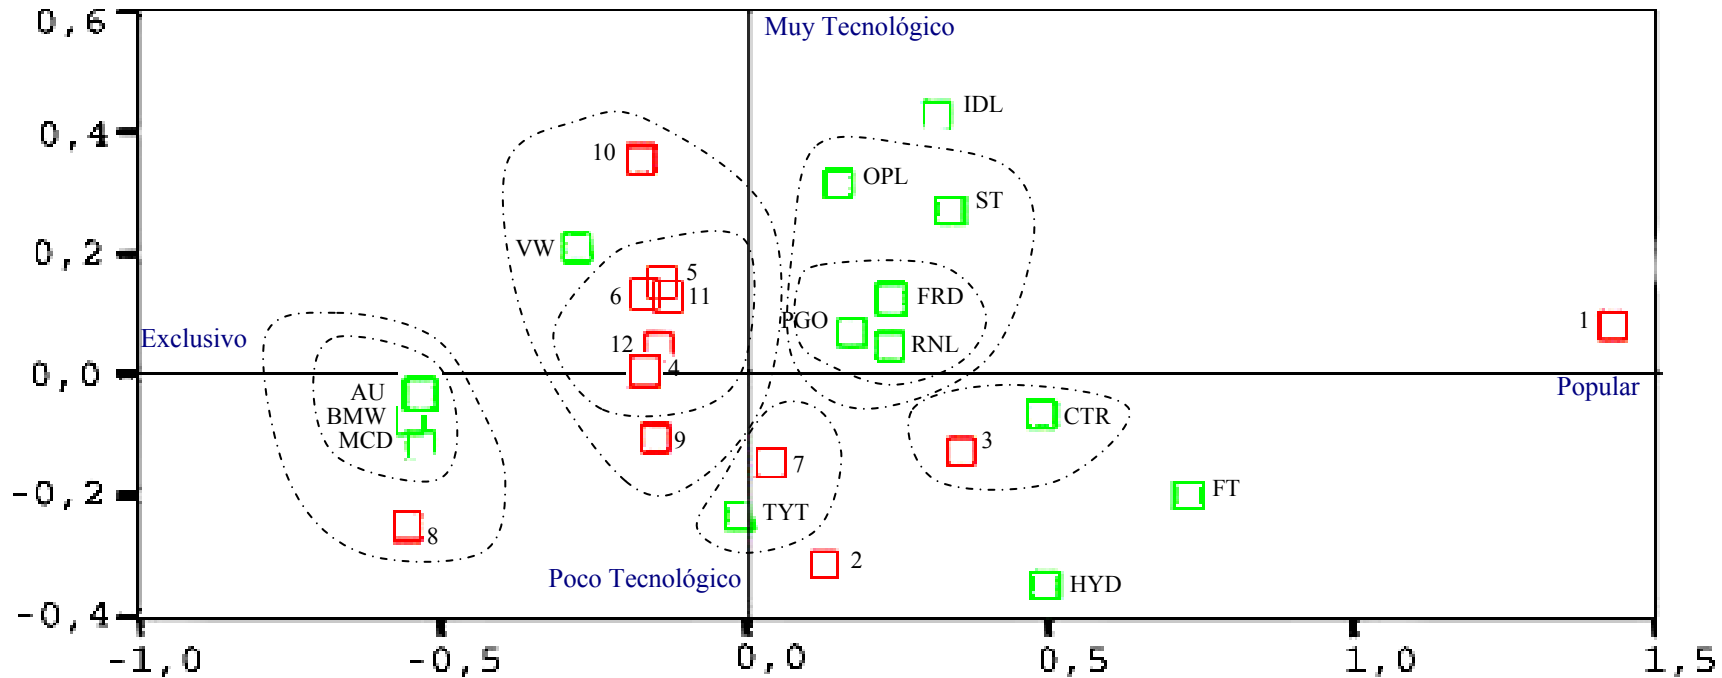 0,6
Muy Tecnológico
IDL
0,4
10
OPL
ST
VW
0,2
5
6
11
FRD
PGO
1
Exclusivo
12
RNL
4
0,0
Popular
AU
BMW
CTR
MCD
9
3
7
-0,2
FT
TYT
8
2
Poco Tecnológico
HYD
-0,4
-1,0
-0,5
0,0
0,5
1,0
1,5